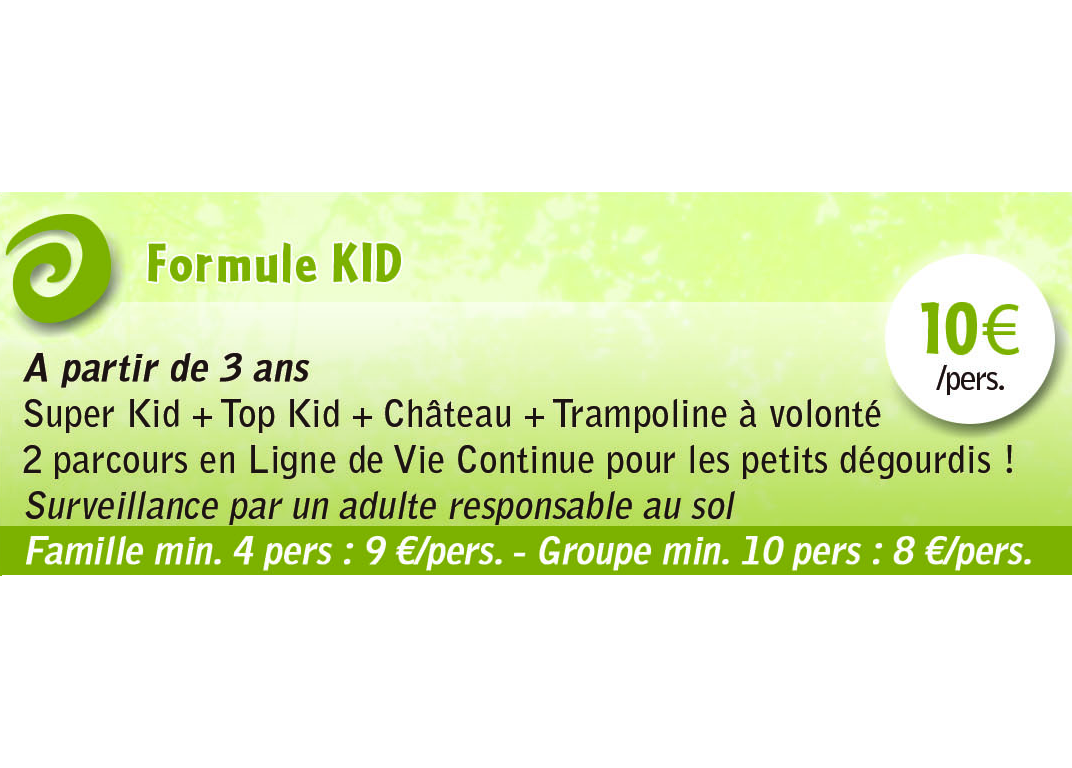 Formule KID
10€
/pers.
A partir de 3 ans
Super Kid + Top Kid + Château + Trampoline à volonté
2 parcours en Ligne de Vie Continue pour les petits dégourdis !
Surveillance par un adulte responsable au sol
Famille min. 4 pers : 9 €/pers. - Groupe min. 10 pers : 8 €/pers.